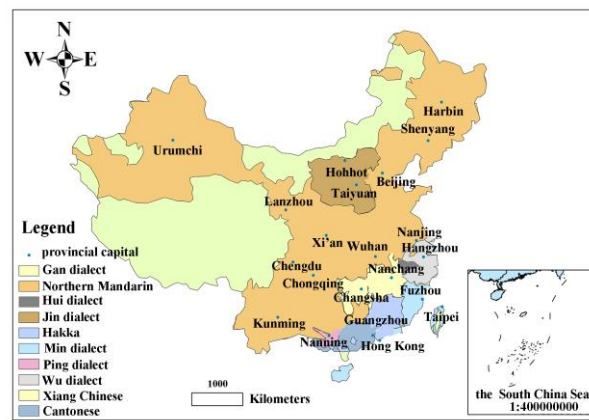 N
W E
S
Harbin
Shenyang
Urumchi
Hohhot
Beijing
Taiyuan
Lanzhou
Legend
provincial capital
Gan dialect
Northern Mandarin
Hui dialect
Jin dialect
Hakka
Min dialect
Ping dialect
Wu dialect
Xiang Chinese
Cantonese
Xi'an
Nanjing
Wuhan
Hangzhou
Chengdu
Nanchang
Chongqing
Changsha
Fuzhou
Kunming
Guangzhou
Taipei
Nanning
Hong Kong
1000
Kilometers
the South China Sea
1:400000000